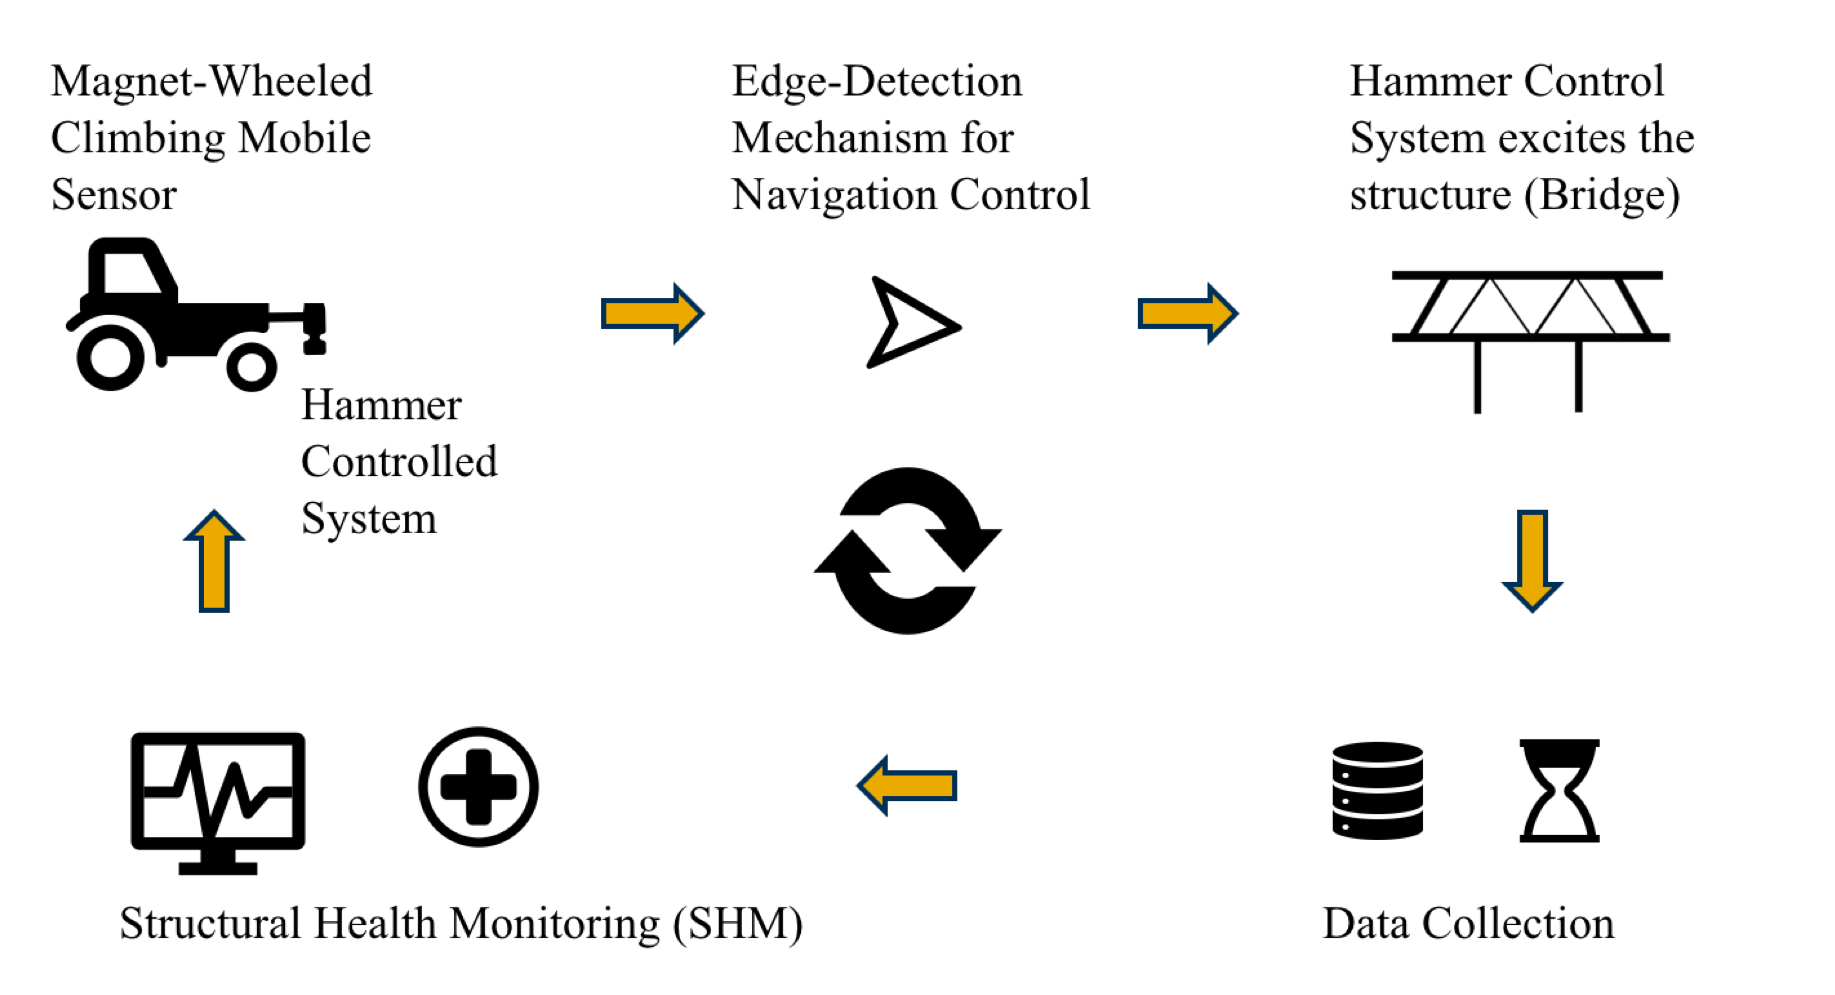 Magnet-Wheeled
Climbing Mobile
Sensor
Edge-Detection
Mechanism for
Navigation Control
Hammer Control
System excites the
structure (Bridge)
Hammer
Controlled
System
Structural Health Monitoring (SHM)
Data Collection